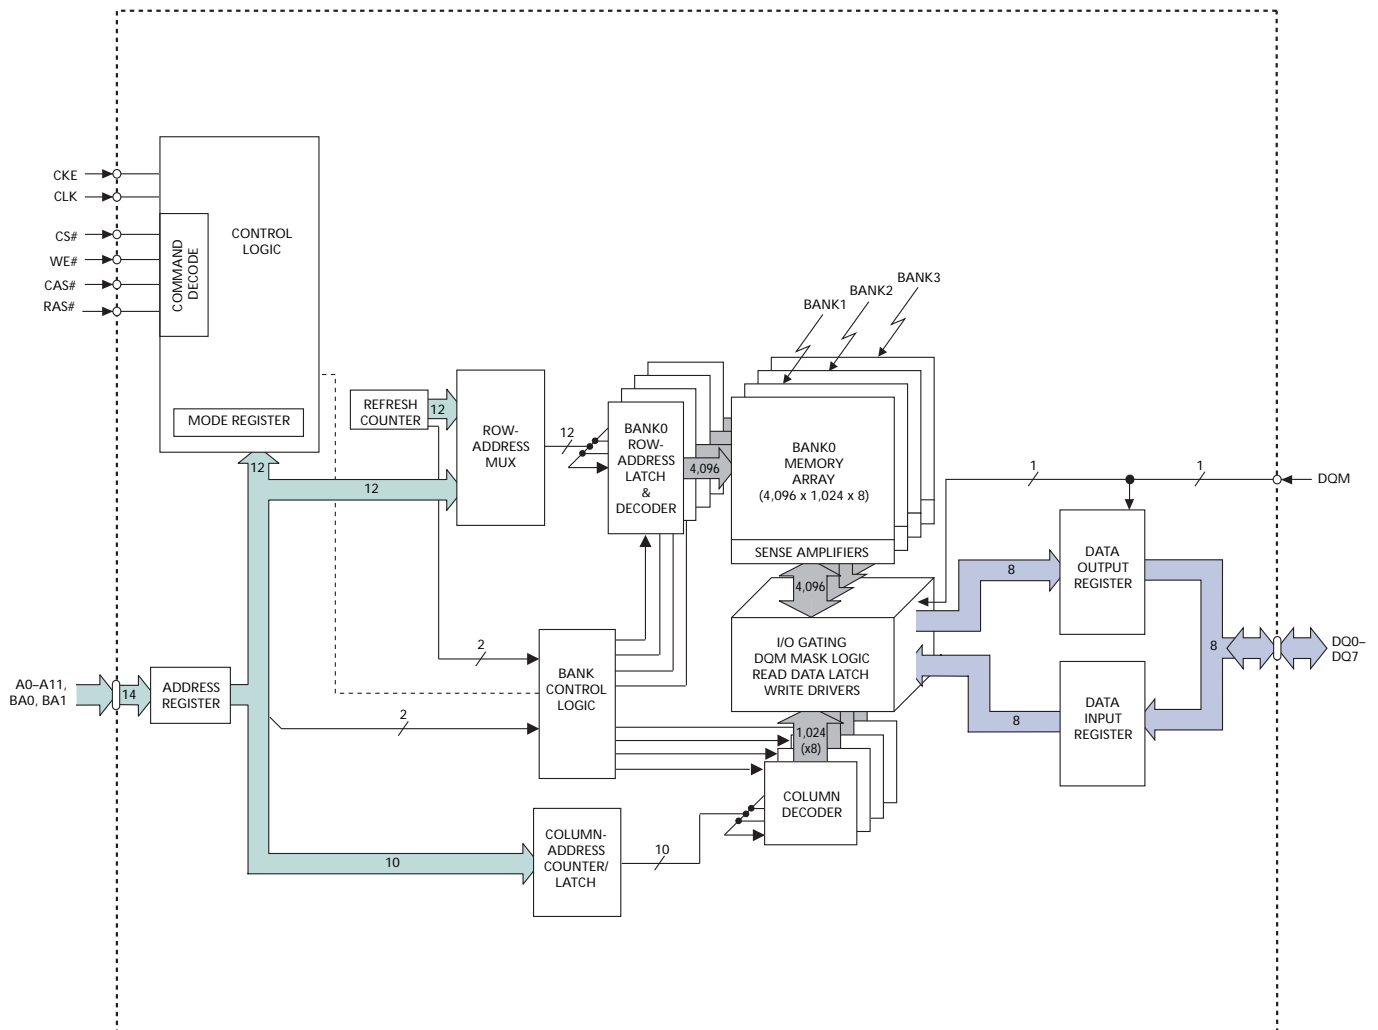 CKE
CLK
CS#
WE#
CAS#
RAS#
COMMAND
DECODE
CONTROL
LOGIC
MODE REGISTER
12
REFRESH
COUNTER
12
12
ROW-
ADDRESS
MUX
12
BANK0
ROW-
ADDRESS
LATCH
&
DECODER
4,096
BANK1
BANK2
BANK3
BANK0
MEMORY
ARRAY
(4,096 x 1,024 x 8)
SENSE AMPLIFIERS
4,096
I/O GATING
DQM MASK LOGIC
READ DATA LATCH
WRITE DRIVERS
1,024
(x8)
COLUMN
DECODER
1
1
DQM
8
DATA
OUTPUT
REGISTER
8
DQ0–
DQ7
8
DATA
INPUT
REGISTER
A0–A11,
BA0, BA1
14
ADDRESS
REGISTER
2
2
BANK
CONTROL
LOGIC
10
COLUMN-
ADDRESS
COUNTER/
LATCH
10